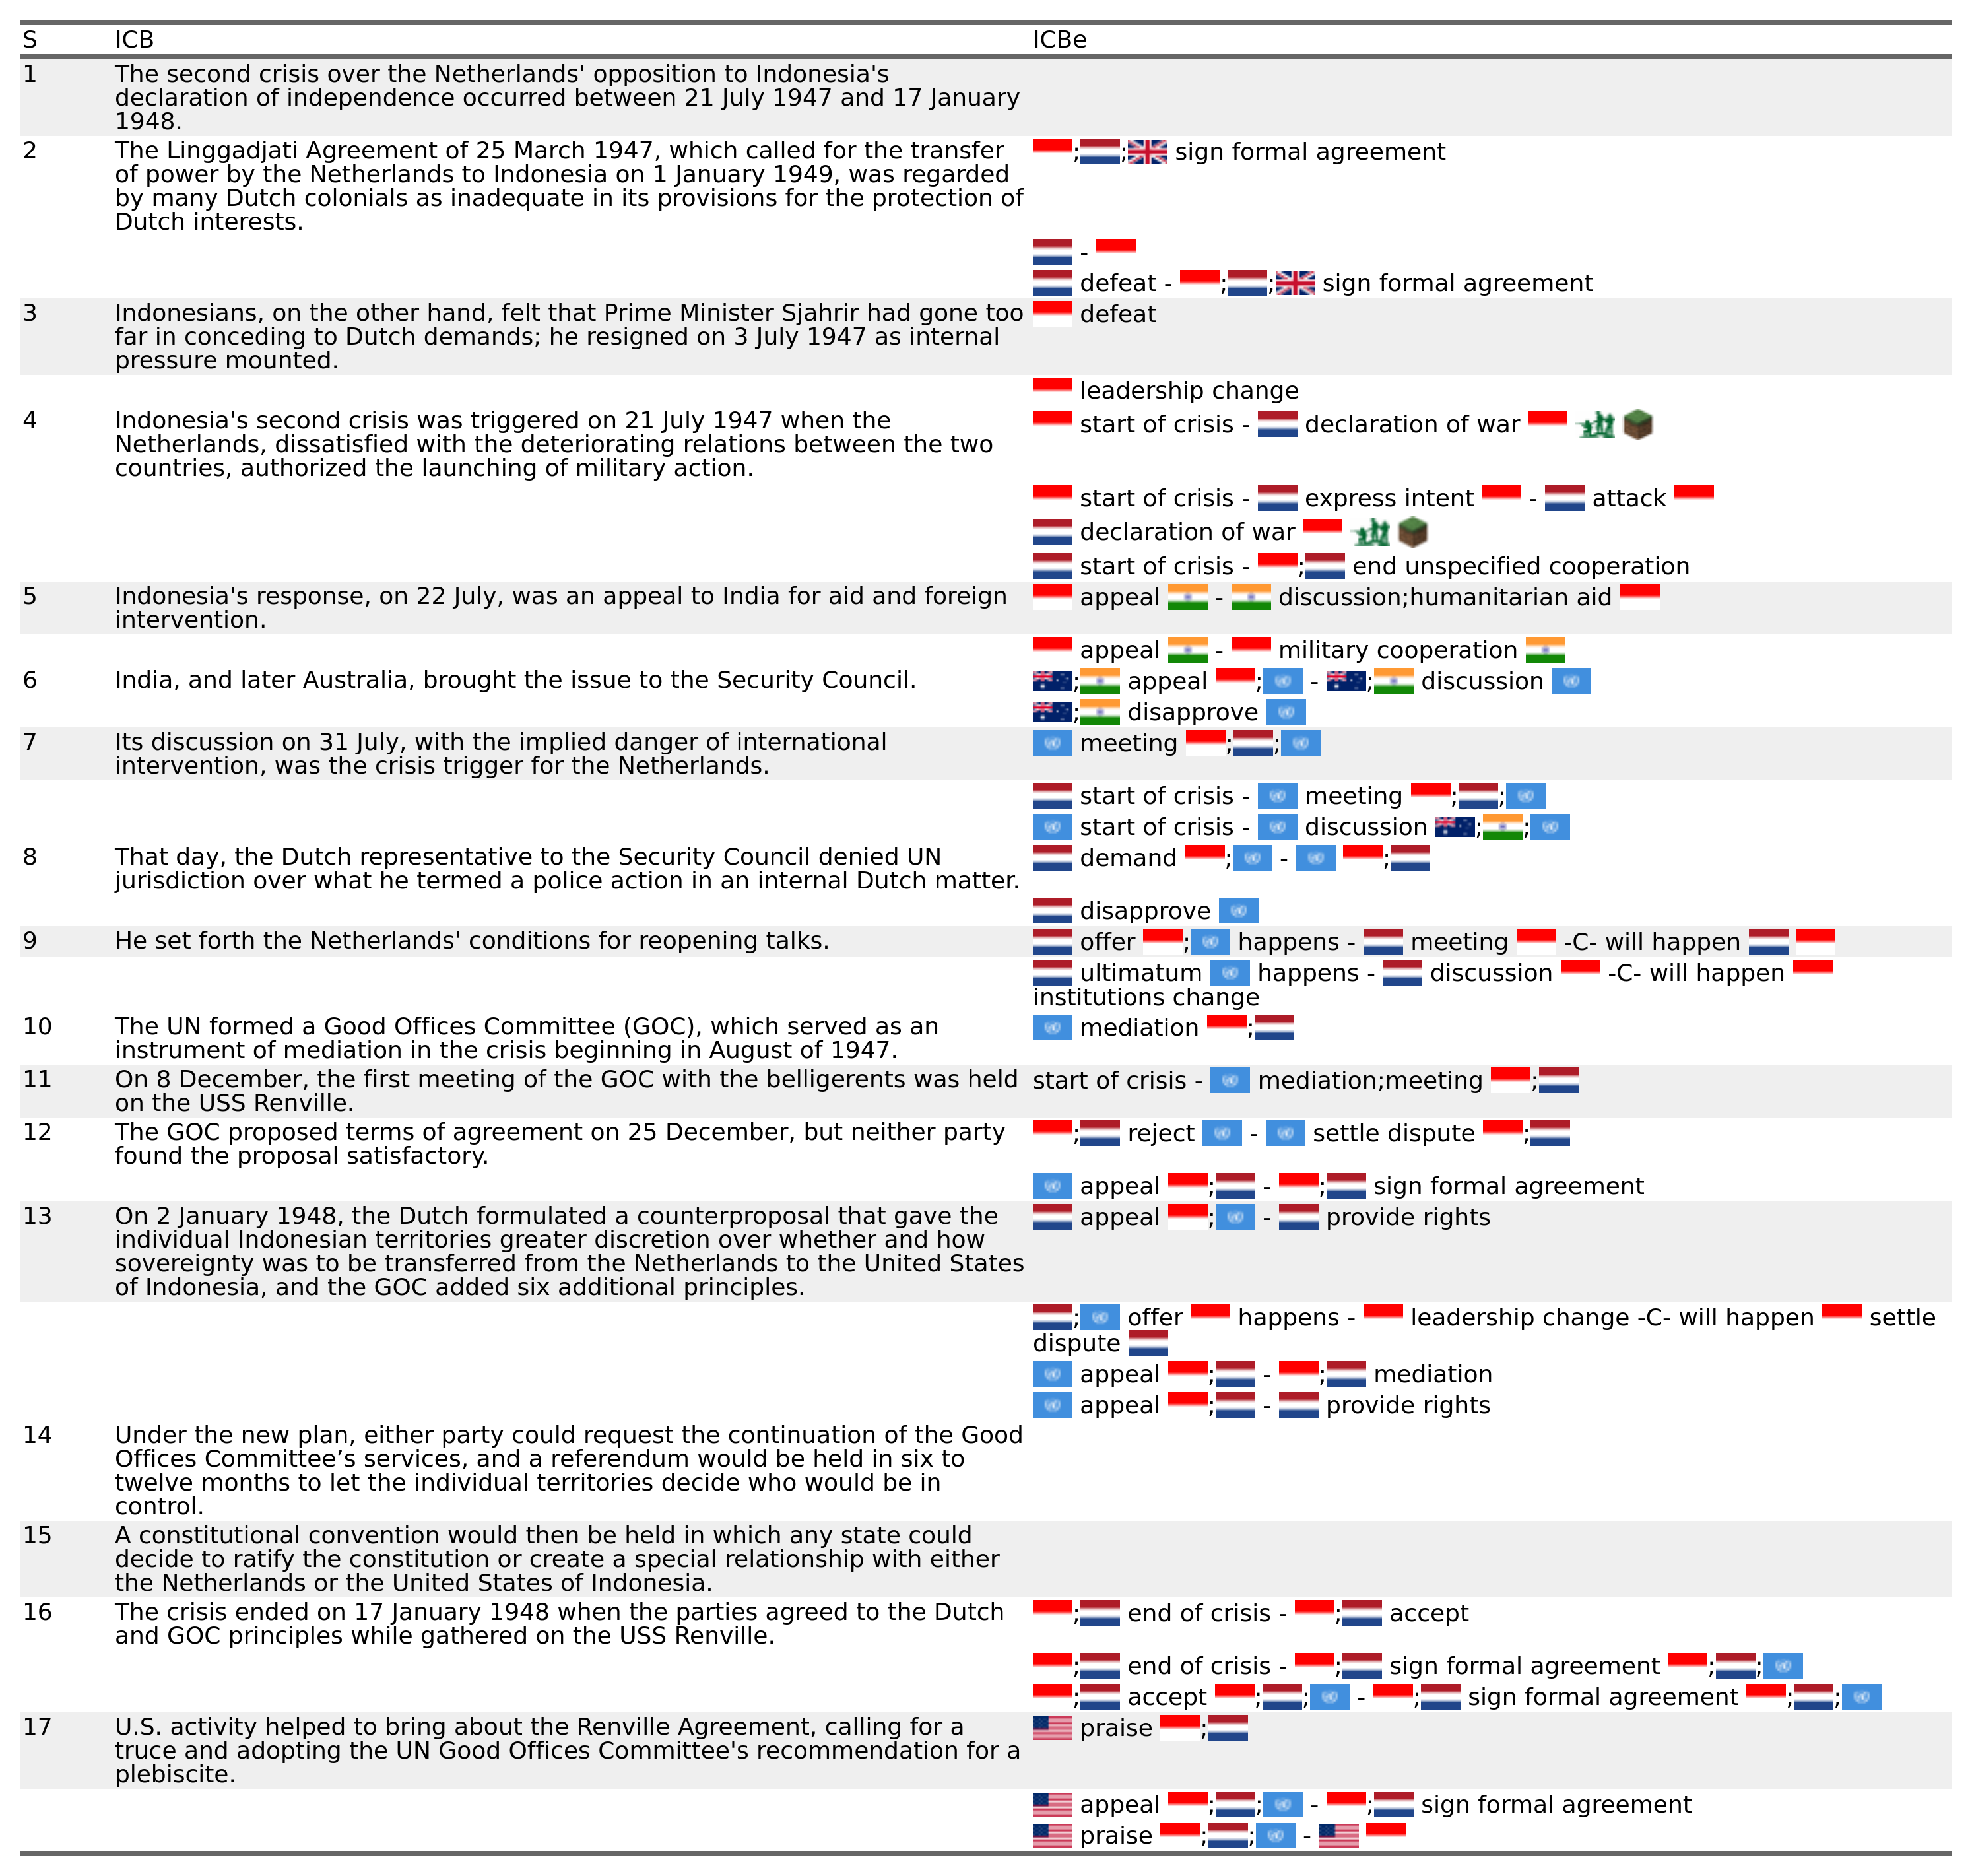 S ICB ICBe
1 The second crisis over the Netherlands' opposition to Indonesia's
declaration of independence occurred between 21 July 1947 and 17 January
1948.
2 The Linggadjati Agreement of 25 March 1947, which called for the transfer ; ; sign formal agreement
of power by the Netherlands to Indonesia on 1 January 1949, was regarded
by many Dutch colonials as inadequate in its provisions for the protection of
Dutch interests.
-
defeat - ; ; sign formal agreement
3 Indonesians, on the other hand, felt that Prime Minister Sjahrir had gone too defeat
far in conceding to Dutch demands; he resigned on 3 July 1947 as internal
pressure mounted.
leadership change
4 Indonesia's second crisis was triggered on 21 July 1947 when the start of crisis - declaration of war
Netherlands, dissatisfied with the deteriorating relations between the two
countries, authorized the launching of military action.
start of crisis - express intent - attack
declaration of war
start of crisis - ; end unspecified cooperation
5 Indonesia's response, on 22 July, was an appeal to India for aid and foreign appeal - discussion;humanitarian aid
intervention.
appeal - military cooperation
6 India, and later Australia, brought the issue to the Security Council. ; appeal ; - ; discussion
; disapprove
7 Its discussion on 31 July, with the implied danger of international meeting ; ;
intervention, was the crisis trigger for the Netherlands.
start of crisis - meeting ; ;
start of crisis - discussion ; ;
8 That day, the Dutch representative to the Security Council denied UN demand ; - ;
jurisdiction over what he termed a police action in an internal Dutch matter.
disapprove
9 He set forth the Netherlands' conditions for reopening talks. offer ; happens - meeting -C- will happen
ultimatum happens - discussion -C- will happen
institutions change
10 The UN formed a Good Offices Committee (GOC), which served as an mediation ;
instrument of mediation in the crisis beginning in August of 1947.
11 On 8 December, the first meeting of the GOC with the belligerents was held start of crisis - mediation;meeting ;
on the USS Renville.
12 The GOC proposed terms of agreement on 25 December, but neither party ; reject - settle dispute ;
found the proposal satisfactory.
appeal ; - ; sign formal agreement
13 On 2 January 1948, the Dutch formulated a counterproposal that gave the appeal ; - provide rights
individual Indonesian territories greater discretion over whether and how
sovereignty was to be transferred from the Netherlands to the United States
of Indonesia, and the GOC added six additional principles.
; offer happens - leadership change -C- will happen settle
dispute
appeal ; - ; mediation
appeal ; - provide rights
14 Under the new plan, either party could request the continuation of the Good
Offices Committee’s services, and a referendum would be held in six to
twelve months to let the individual territories decide who would be in
control.
15 A constitutional convention would then be held in which any state could
decide to ratify the constitution or create a special relationship with either
the Netherlands or the United States of Indonesia.
16 The crisis ended on 17 January 1948 when the parties agreed to the Dutch ; end of crisis - ; accept
and GOC principles while gathered on the USS Renville.
; end of crisis - ; sign formal agreement ; ;
; accept ; ; - ; sign formal agreement ; ;
17 U.S. activity helped to bring about the Renville Agreement, calling for a praise ;
truce and adopting the UN Good Offices Committee's recommendation for a
plebiscite.
appeal ; ; - ; sign formal agreement
praise ; ; -